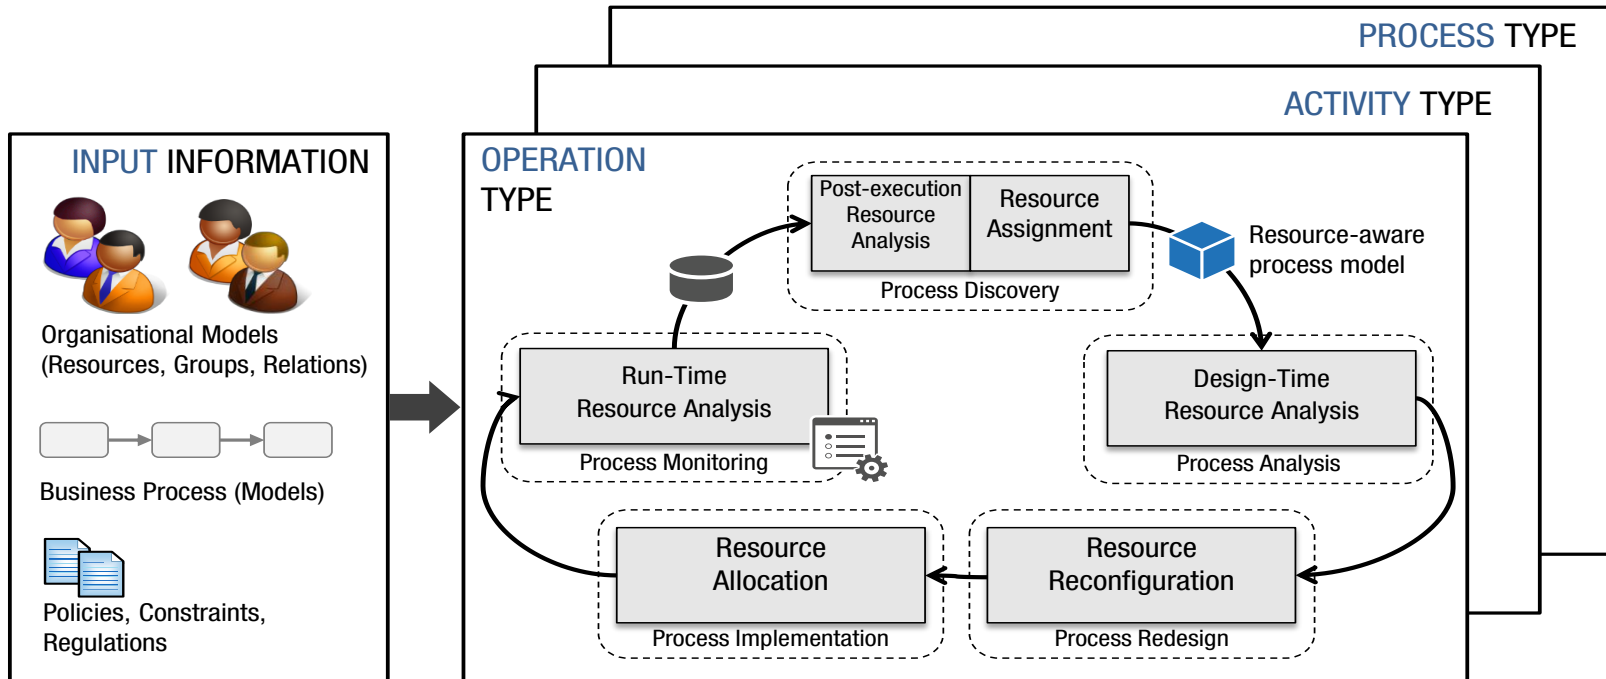 PROCESS TYPE
ACTIVITY TYPE
INPUT INFORMATION
Organisational Models
(Resources, Groups, Relations)
Business Process (Models)
Policies, Constraints,
Regulations
OPERATION
TYPE
Post-execution
Resource
Analysis
Resource
Assignment
Process Discovery
Resource-aware
process model
Run-Time
Resource Analysis
Process Monitoring
Design-Time
Resource Analysis
Process Analysis
Resource
Allocation
Process Implementation
Resource
Reconfiguration
Process Redesign